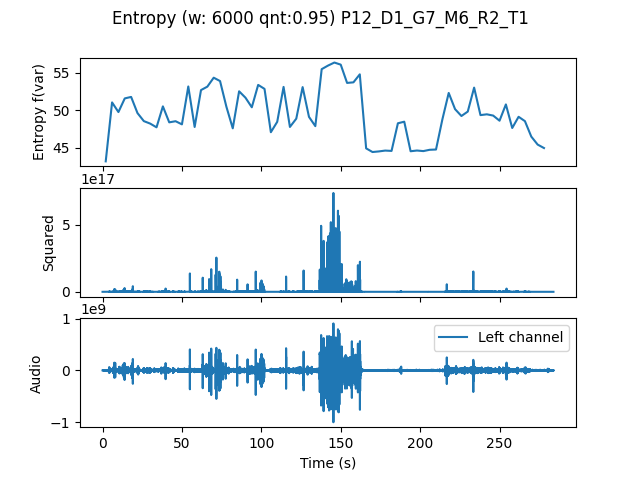 Entropy (w: 6000 qnt:0.95) P12_D1_G7_M6_R2_T1
Entropy f(var)
55
50
45
1e17
Squared
5
0
1e9
Audio
1
0
−1
Left channel
0 50 100 150 200 250
Time (s)